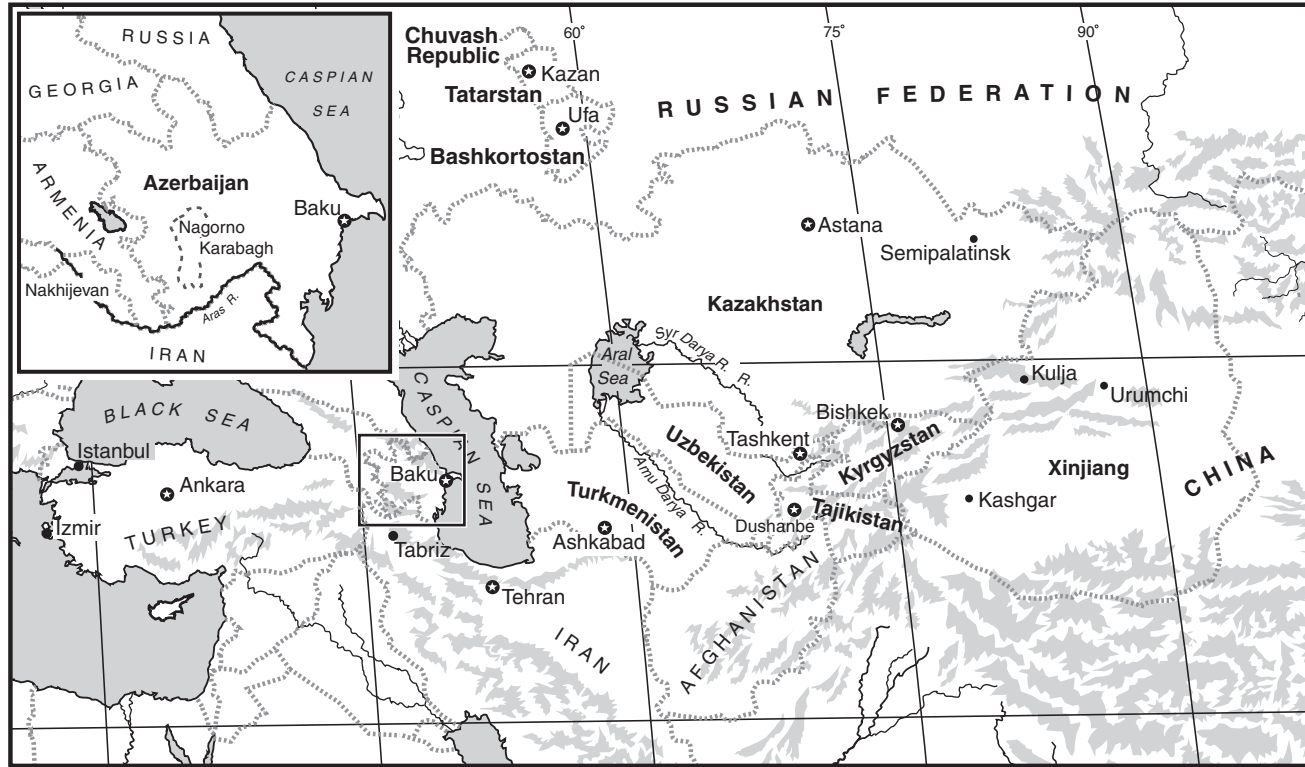 RUSSIA
GEORGIA
CASPIAN
SEA
ARMENIA
Azerbaijan
Baku
Nagorno
Karabagh
Nakhijevan
Aras R.
IRAN
60°
75°
90°
Chuvash
Republic
Kazan
Tatarstan
Ufa
Bashkortostan
RUSSIAN FEDERATION
Astana
Semipalatinsk
Kazakhstan
Aral
Sea
Syr Darya R. R.
Kulja
Urumchi
BLACK SEA
CASPIAN SEA
Istanbul
Ankara
Izmir
TURKEY
Baku
Tabriz
Tehran
Turkmenistan
Ashkabad
Uzbekistan
Amu Darya R.
Tashkent
Bishkek
Kyrgyzstan
Dushanbe
Tajikistan
Xinjiang
Kashgar
CHINA
IRAN
AFGHANISTAN